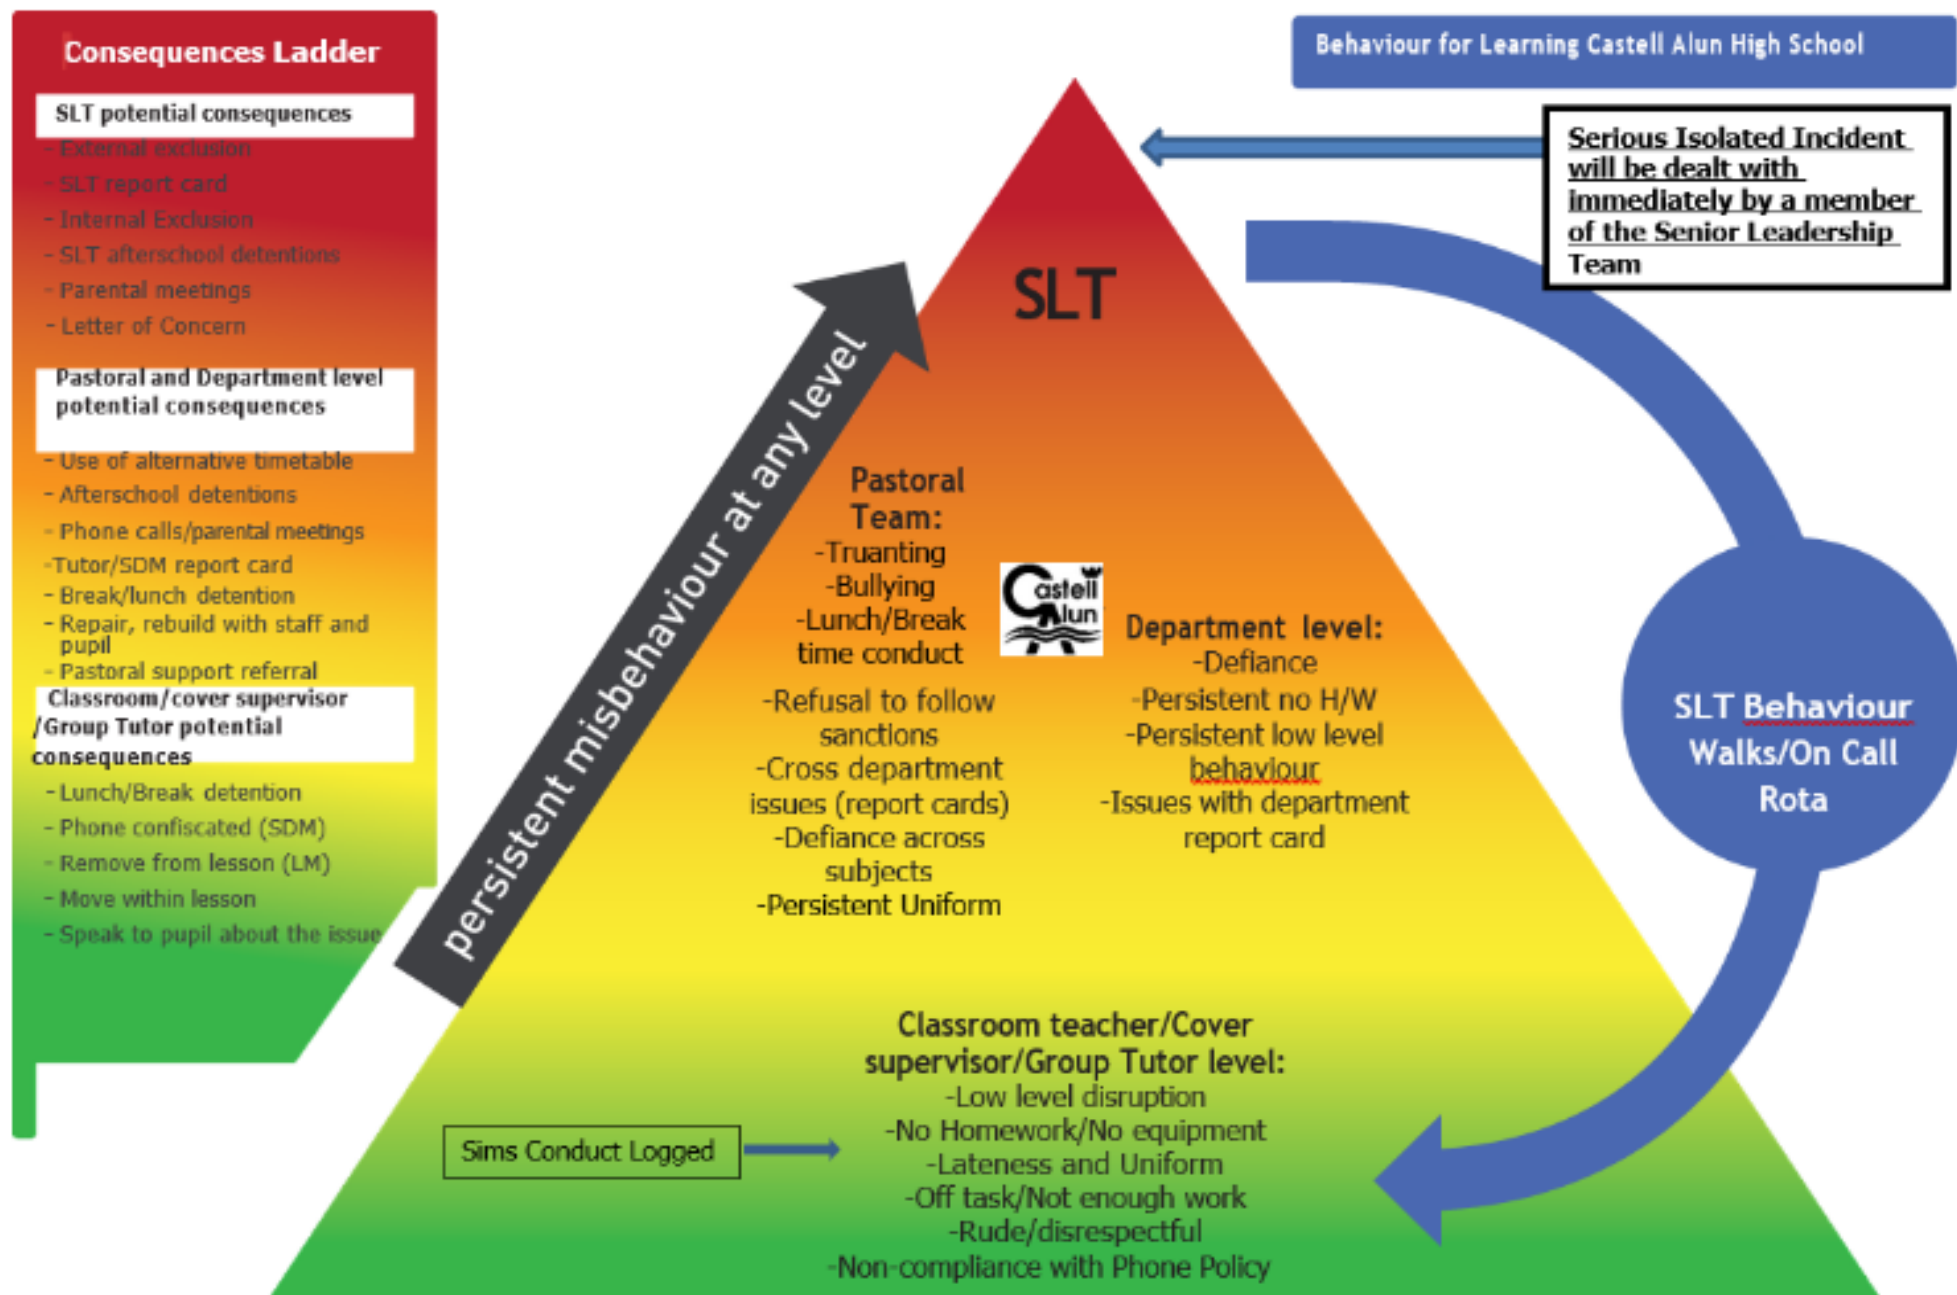 Consequences Ladder
SLT potential consequences
- External exclusion
- SLT report card
- Internal Exclusion
- SLT afterschool detentions
- Parental meetings
- Letter of Concern
Pastoral and Department level
potential consequences
- Use of alternative timetable
- Afterschool detentions
- Phone calls/parental meetings
-Tutor/SDM report card
- Break/lunch detention
- Repair, rebuild with staff and
pupil
- Pastoral support referral
Classroom/cover supervisor
/Group Tutor potential
consequences
- Lunch/Break detention
- Phone confiscated (SDM)
- Remove from lesson (LM)
- Move within lesson
- Speak to pupil about the issue
Behaviour for Learning Castell Alun High School
Serious Isolated Incident
will be dealt with
immediately by a member
of the Senior Leadership
Team
persistent misbehaviour at any level
SLT
Pastoral
Team:
-Truanting
-Bullying
-Lunch/Break
time conduct
-Refusal to follow
sanctions
-Cross department
issues (report cards)
-Defiance across
subjects
-Persistent Uniform
Castell
Alun
Department level:
-Defiance
-Persistent no H/W
-Persistent low level
behaviour
-Issues with department
report card
SLT Behaviour
Walks/On Call
Rota
Classroom teacher/Cover
supervisor/Group Tutor level:
-Low level disruption
-No Homework/No equipment
-Lateness and Uniform
-Off task/Not enough work
-Rude/disrespectful
-Non-compliance with Phone Policy
Sims Conduct Logged